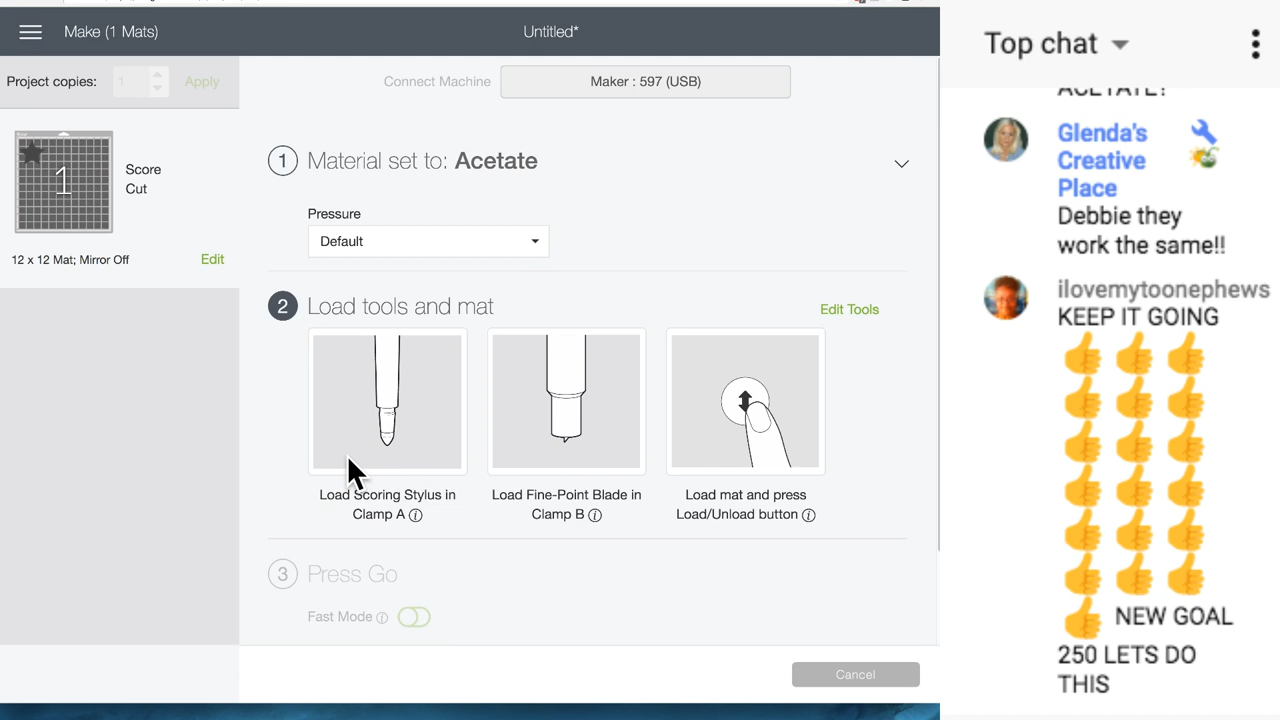 Make (1 Mats)
Untitled*
Project copies:
1
Apply
Connect Machine
Maker : 597 (USB)
1
Score
Cut
12 x 12 Mat; Mirror Off
Edit
1 Material set to: Acetate
Pressure
Default
2 Load tools and mat
Edit Tools
Load Scoring Stylus in
Clamp A
Load Fine-Point Blade in
Clamp B
Load mat and press
Load/Unload button
3 Press Go
Fast Mode
Cancel
Top chat
ACETATE?
Glenda's
Creative
Place
Debbie they
work the same!!
ilovemytoonephews
KEEP IT GOING
NEW GOAL
250 LETS DO
THIS